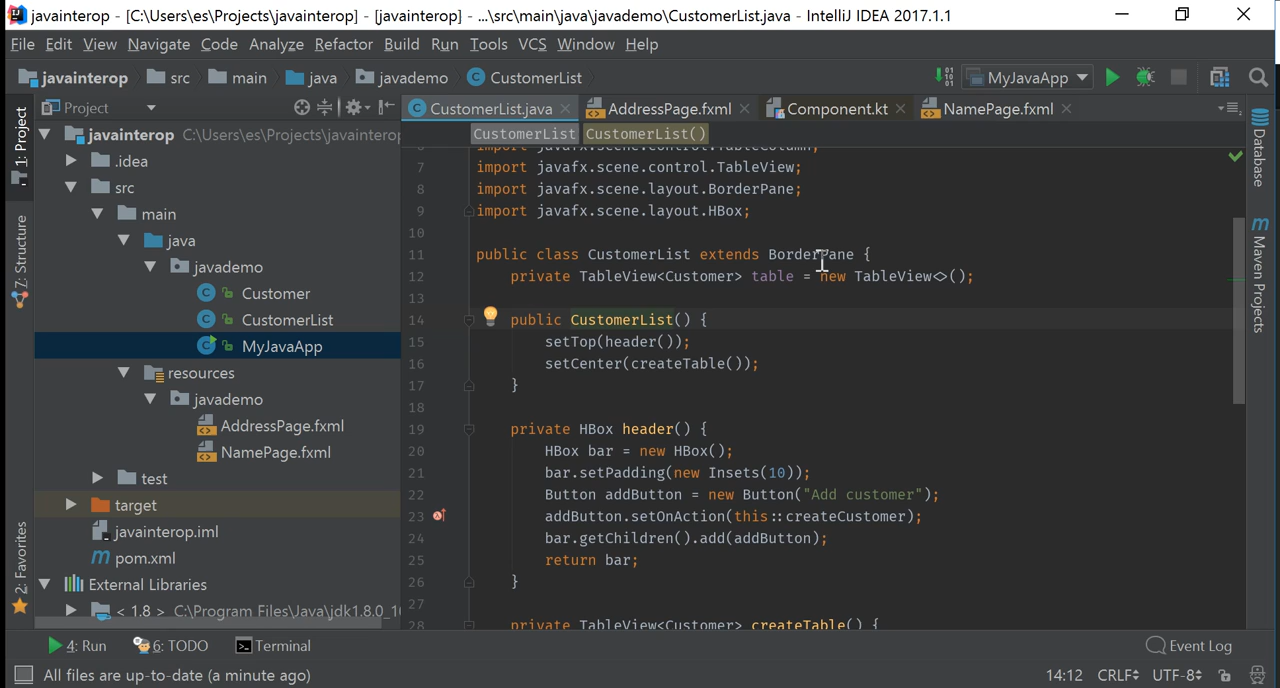 javainterop - [C:\Users\es\Projects\javainterop] - [javainterop] - ...\src\main\java\javademo\CustomerList.java - IntelliJ IDEA 2017.1.1
File Edit View Navigate Code Analyze Refactor Build Run Tools VCS Window Help
javainterop src main java javademo CustomerList MyJavaApp
Project
CustomerList.java AddressPage.fxml Component.kt NamePage.fxml
CustomerList CustomerList()
1: Project
Z: Structure
2: Favorites
javainterop C:\Users\es\Projects\javainterop
.idea
src
main
java
javademo
Customer
CustomerList
MyJavaApp
resources
javademo
AddressPage.fxml
NamePage.fxml
test
target
javainterop.iml
pom.xml
External Libraries
< 1.8 > C:\Program Files\Java\jdk1.8.0_1
6 import javafx.scene.control.TableColumn;
7 import javafx.scene.control.TableView;
8 import javafx.scene.layout.BorderPane;
9 import javafx.scene.layout.HBox;
10
11 public class CustomerList extends BorderPane {
12 private TableView<Customer> table = new TableView<>();
13
14 public CustomerList() {
15 setTop(header());
16 setCenter(createTable());
17 }
18
19 private HBox header() {
20 HBox bar = new HBox();
21 bar.setPadding(new Insets(10));
22 Button addButton = new Button("Add customer");
23 addButton.setOnAction(this::createCustomer);
24 bar.getChildren().add(addButton);
25 return bar;
26 }
27
28 private TableView<Customer> createTable() {
Database
Maven Projects
4: Run 6: TODO Terminal Event Log
All files are up-to-date (a minute ago) 14:12 CRLF UTF-8